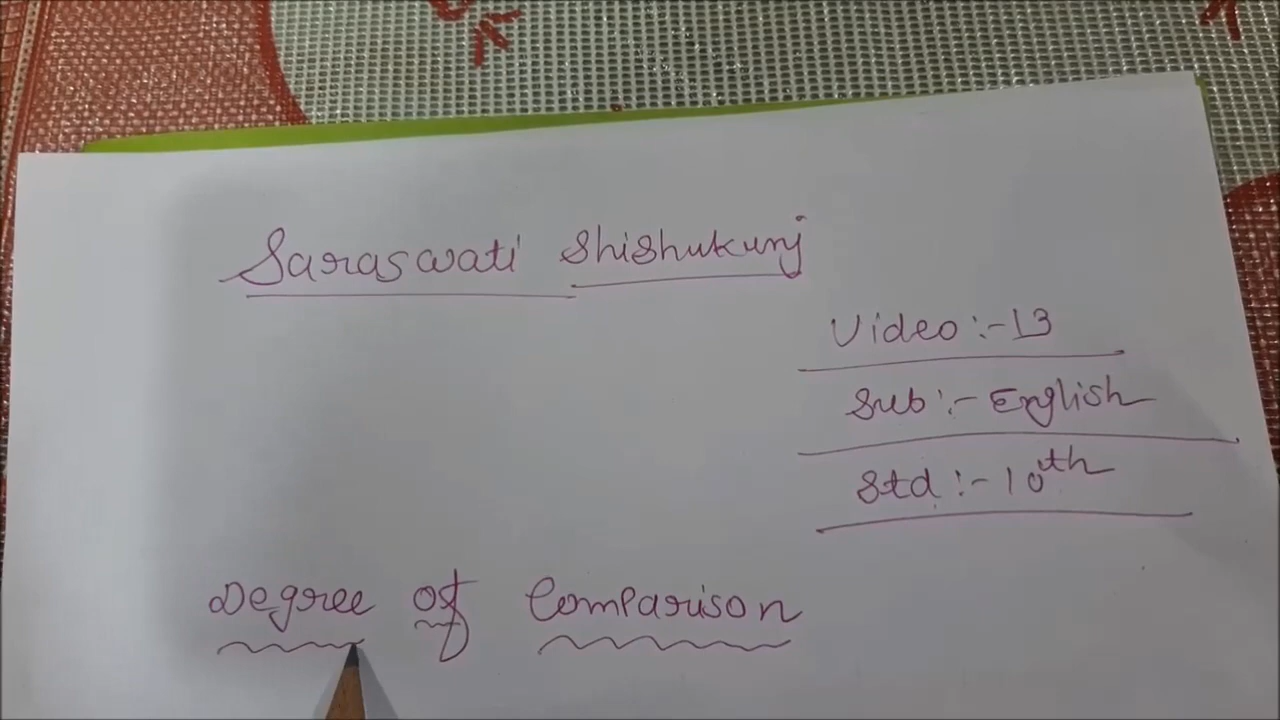 Saraswati Shishukunj
Video :- 13
Sub :- English
Std :- 10th
Degree of Comparison